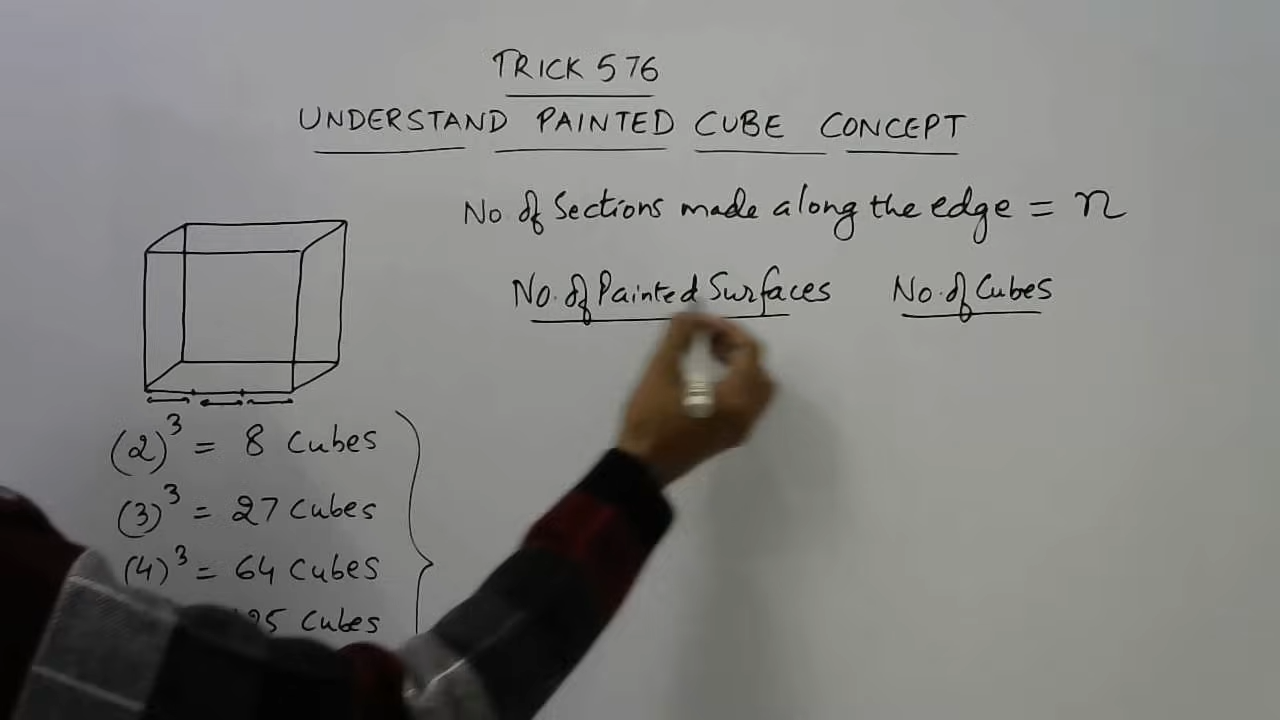 TRICK 576
UNDERSTAND PAINTED CUBE CONCEPT
No. of Sections made along the edge = n
No. of Painted Surfaces No. of Cubes
(2)³ = 8 Cubes
(3)³ = 27 Cubes
(4)³ = 64 Cubes
25 Cubes